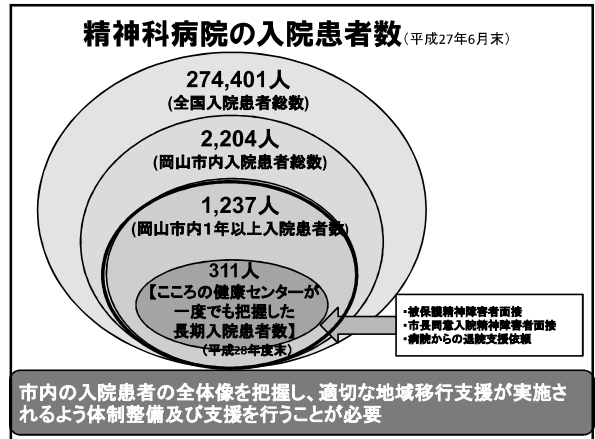 精神科病院の入院患者数（平成27年6月末）
274,401人
（全国入院患者総数）
2,204人
（岡山市内入院患者総数）
1,237人
（岡山市内1年以上入院患者数）
311人
【こころの健康センターが
一度でも把握した
長期入院患者数】
（平成28年度末）
・被保護精神障害者面接
・市長同意入院精神障害者面接
・病院からの退院支援依頼
市内の入院患者の全体像を把握し、適切な地域移行支援が実施さ
れるよう体制整備及び支援を行うことが必要